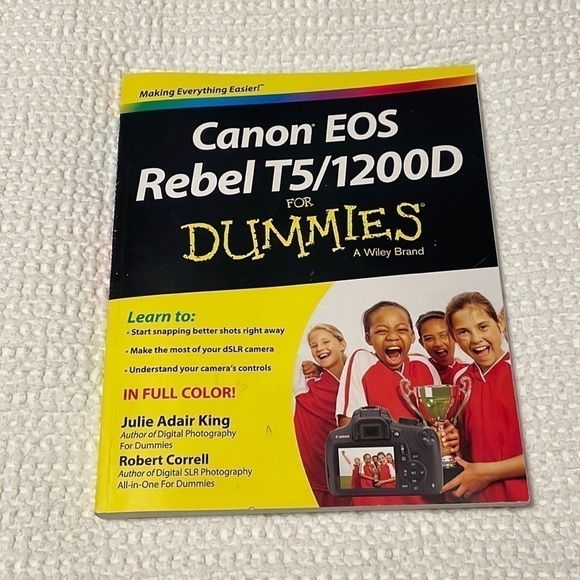 Making Everything Easier!™
Canon® EOS
Rebel T5/1200D
FOR
DUMMIES®
A Wiley Brand
Learn to:
• Start snapping better shots right away
• Make the most of your dSLR camera
• Understand your camera's controls
IN FULL COLOR!
Julie Adair King
Author of Digital Photography
For Dummies
Robert Correll
Author of Digital SLR Photography
All-in-One For Dummies
Canon